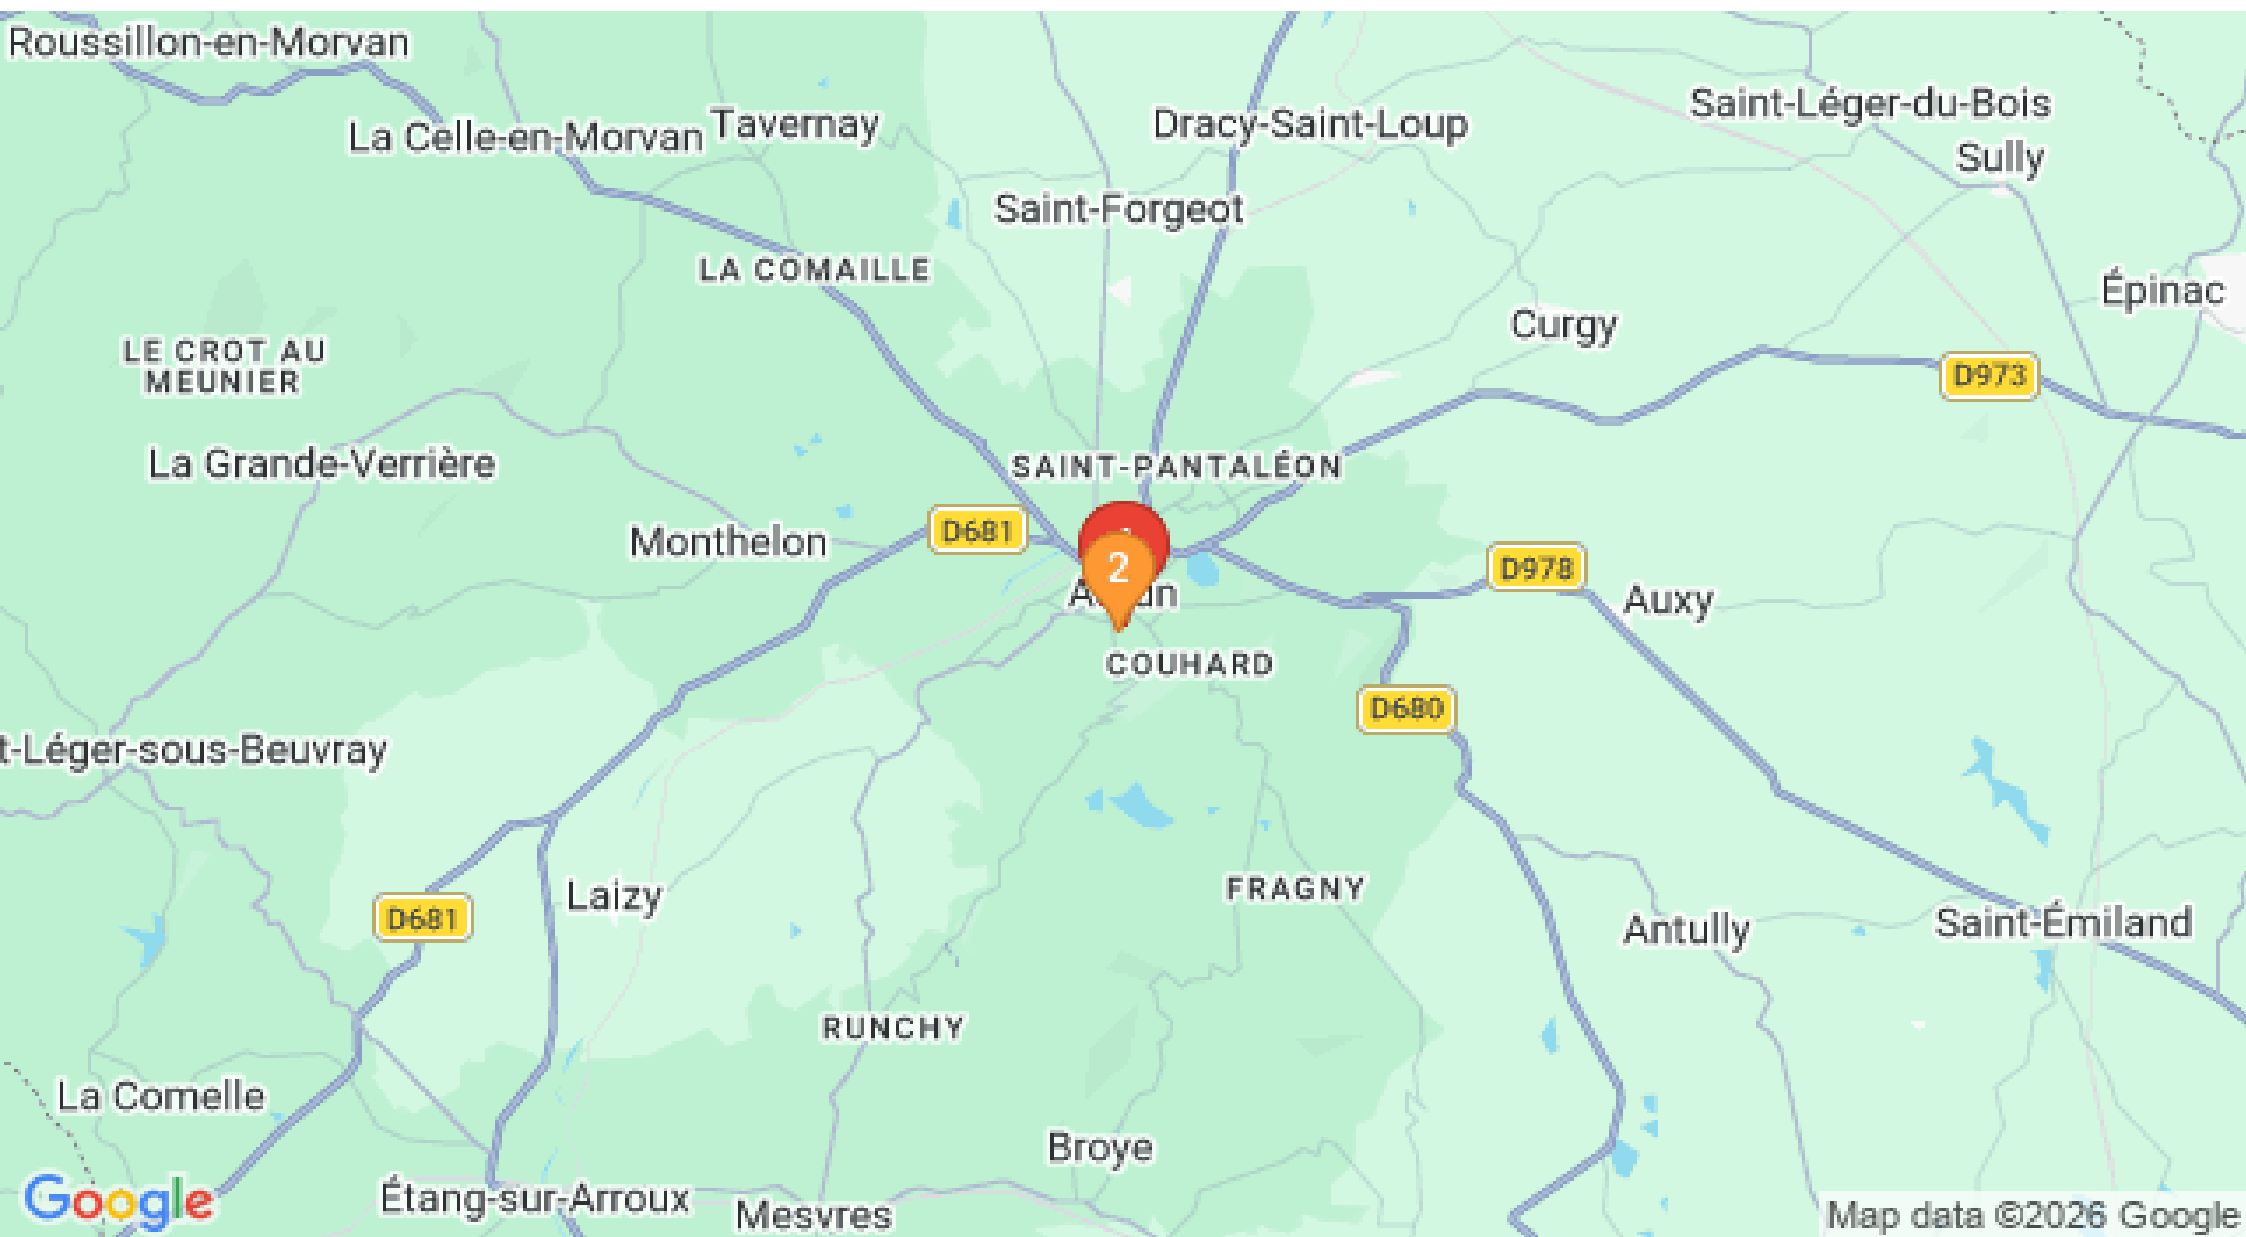 Roussillon-en-Morvan
La Celle-en-Morvan
Tavernay
Dracy-Saint-Loup
Saint-Léger-du-Bois
Sully
Saint-Forgeot
LA COMAILLE
Épinac
Curgy
LE CROT AU
MEUNIER
D973
La Grande-Verrière
SAINT-PANTALÉON
Monthelon
D681
2
D978
Auxy
COUHARD
D680
t-Léger-sous-Beuvray
Laizy
D681
FRAGNY
Antully
Saint-Émiland
RUNCHY
La Comelle
Broye
Google
Étang-sur-Arroux
Mesvres
Map data ©2026 Google